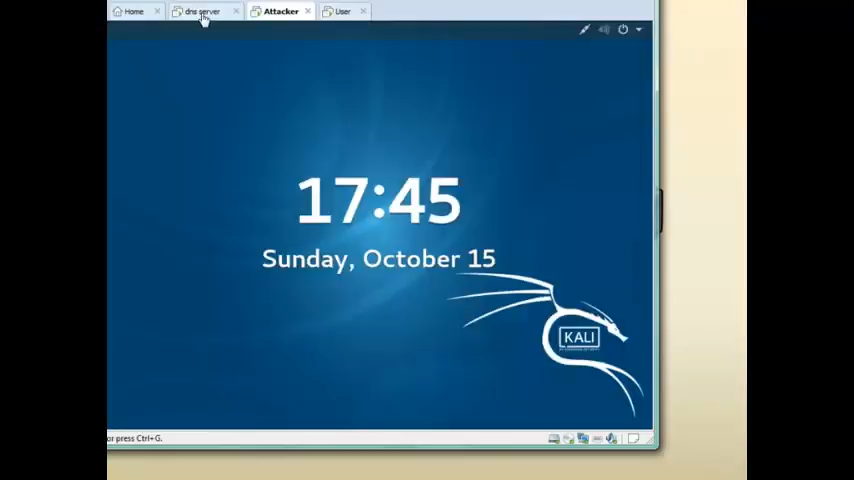 Home dns server Attacker User
17:45
Sunday, October 15
KALI
or press Ctrl+G.